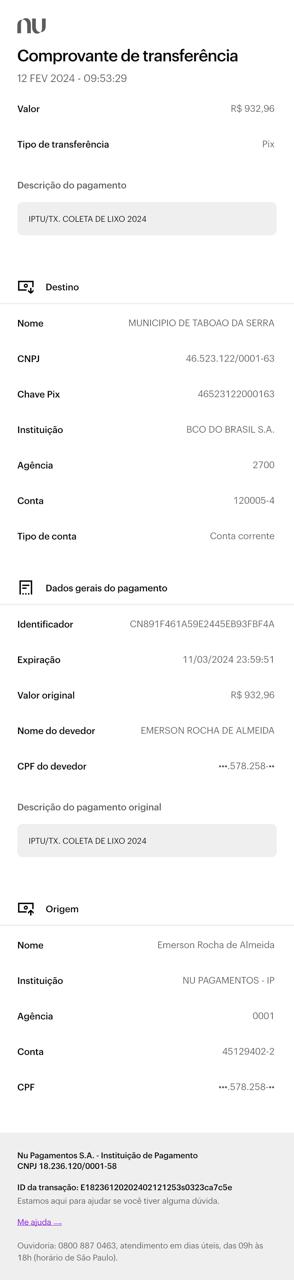 nu
Comprovante de transferência
12 FEV 2024 - 09:53:29
Valor R$ 932,96
Tipo de transferência Pix
Descrição do pagamento
IPTU/TX. COLETA DE LIXO 2024
Destino
Nome MUNICIPIO DE TABOAO DA SERRA
CNPJ 46.523.122/0001-63
Chave Pix 46523122000163
Instituição BCO DO BRASIL S.A.
Agência 2700
Conta 120005-4
Tipo de conta Conta corrente
Dados gerais do pagamento
Identificador CN891F461A59E2445EB93FBF4A
Expiração 11/03/2024 23:59:51
Valor original R$ 932,96
Nome do devedor EMERSON ROCHA DE ALMEIDA
CPF do devedor •••.578.258-••
Descrição do pagamento original
IPTU/TX. COLETA DE LIXO 2024
Origem
Nome Emerson Rocha de Almeida
Instituição NU PAGAMENTOS - IP
Agência 0001
Conta 45129402-2
CPF •••.578.258-••
Nu Pagamentos S.A. - Instituição de Pagamento
CNPJ 18.236.120/0001-58
ID da transação: E18236120202402121253s0323ca7c5e
Estamos aqui para ajudar se você tiver alguma dúvida.
Me ajuda
Ouvidoria: 0800 887 0463, atendimento em dias úteis, das 09h às
18h (horário de São Paulo).